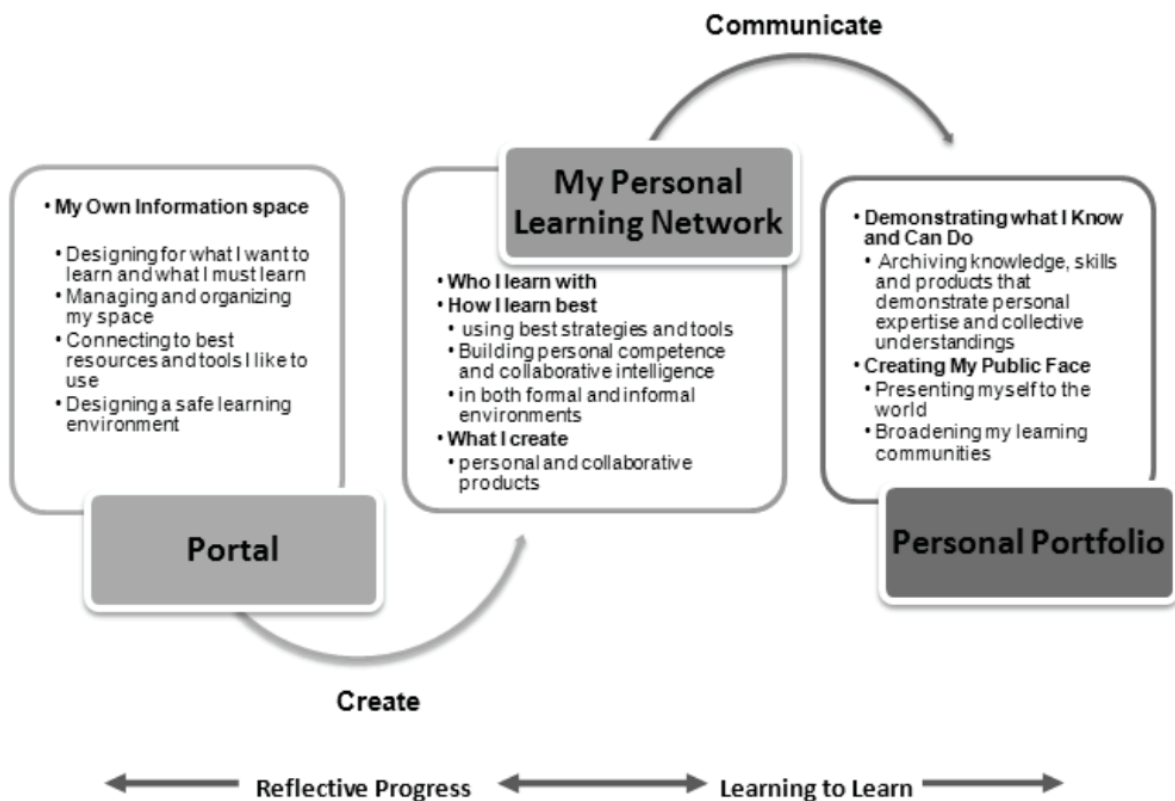 Communicate
• My Own Information space
• Designing for what I want to
learn and what I must learn
• Managing and organizing
my space
• Connecting to best
resources and tools I like to
use
• Designing a safe learning
environment
Portal
Create
My Personal
Learning Network
• Who I learn with
• How I learn best
• using best strategies and tools
• Building personal competence
and collaborative intelligence
• in both formal and informal
environments
• What I create
• personal and collaborative
products
• Demonstrating what I Know
and Can Do
• Archiving knowledge, skills
and products that
demonstrate personal
expertise and collective
understandings
• Creating My Public Face
• Presenting myself to the
world
• Broadening my learning
communities
Personal Portfolio
Reflective Progress
Learning to Learn